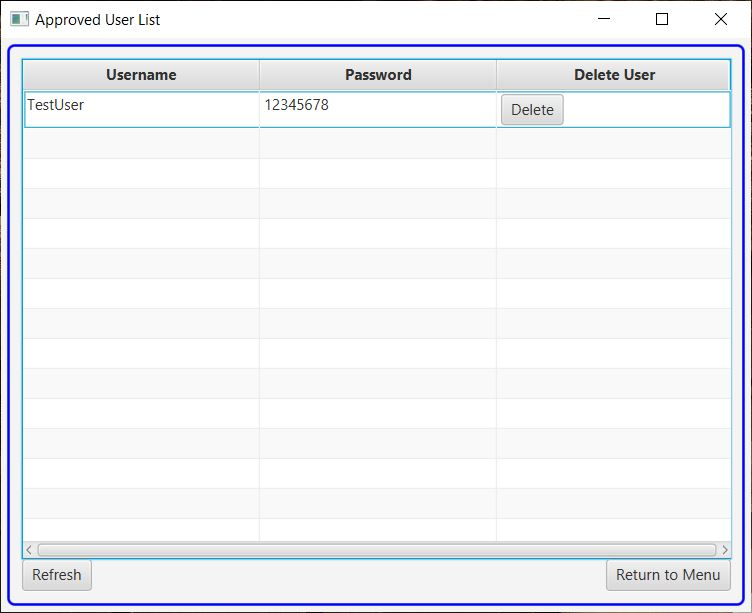 Approved User List
Username Password Delete User
TestUser 12345678 Delete
Refresh Return to Menu